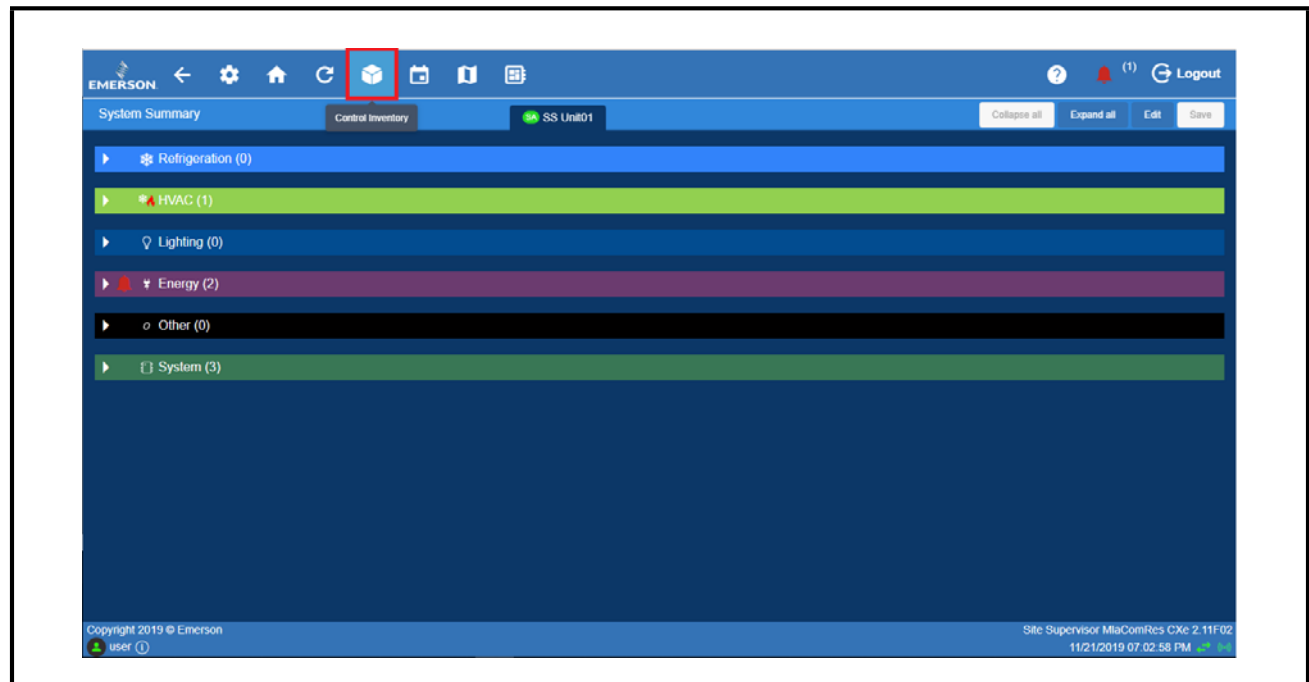 EMERSON (1) Logout
System Summary Control Inventory SA SS Unit01 Collapse all Expand all Edit Save
Refrigeration (0)
HVAC (1)
Lighting (0)
Energy (2)
Other (0)
System (3)
Copyright 2019 © Emerson Site Supervisor MlaComRes CXe 2.11F02
user 11/21/2019 07.02.58 PM